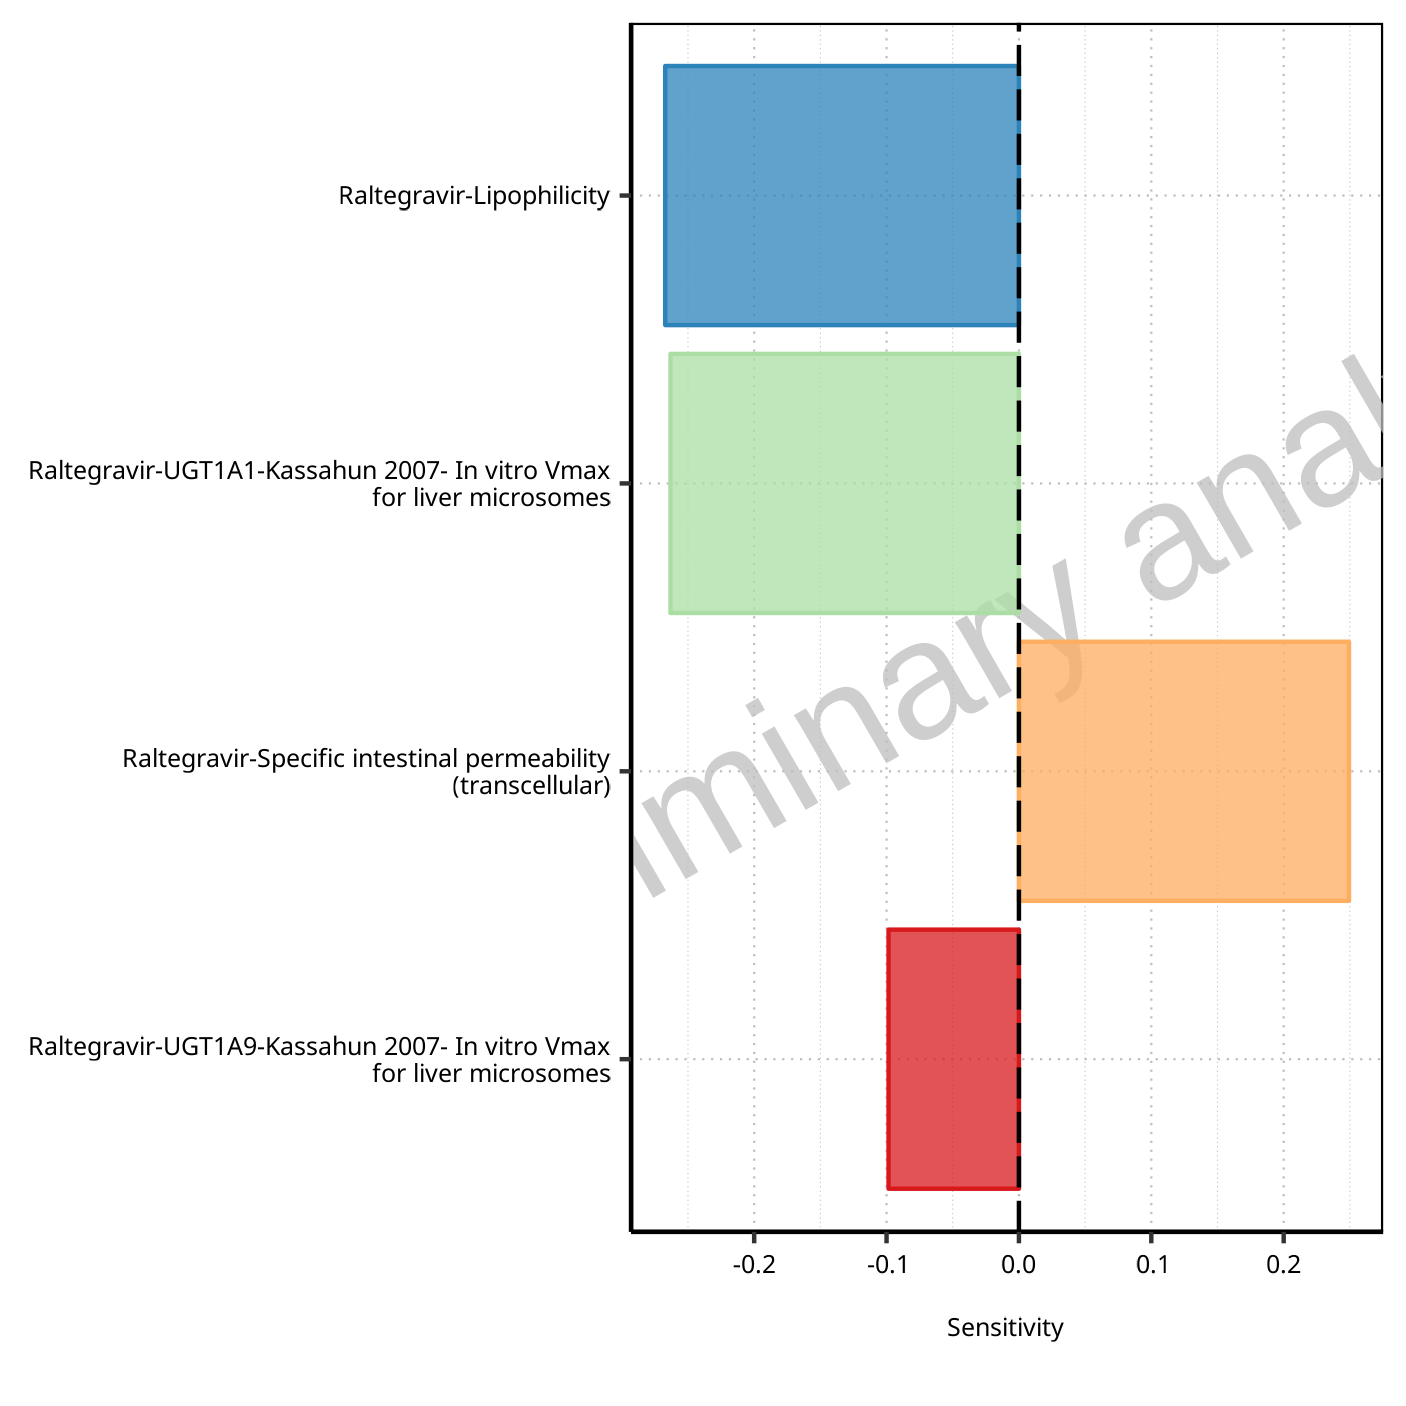 Raltegravir-Lipophilicity
Raltegravir-UGT1A1-Kassahun 2007- In vitro Vmax
for liver microsomes
Raltegravir-Specific intestinal permeability
(transcellular)
Raltegravir-UGT1A9-Kassahun 2007- In vitro Vmax
for liver microsomes
minary anal
-0.2 -0.1 0.0 0.1 0.2
Sensitivity